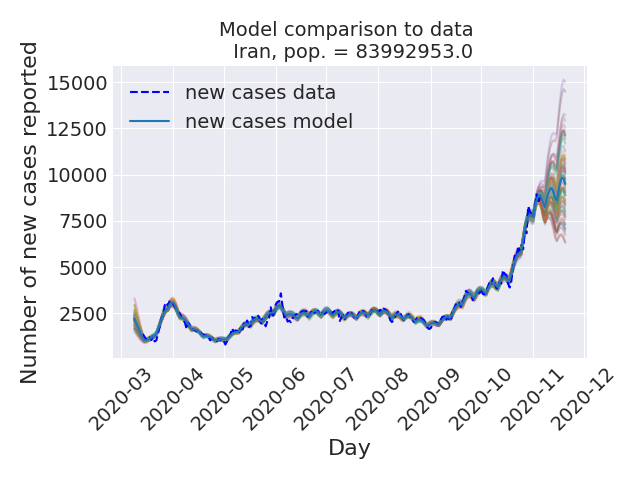 Model comparison to data
Iran, pop. = 83992953.0
Number of new cases reported
15000
12500
10000
7500
5000
2500
new cases data
new cases model
2020-03
2020-04
2020-05
2020-06
2020-07
2020-08
2020-09
2020-10
2020-11
2020-12
Day